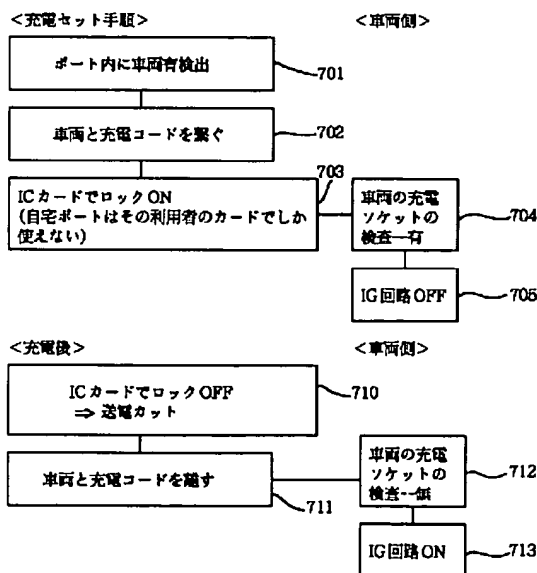 <充電セット手順>
<車両側>
ポート内に車両有検出
701
車両と充電コードを繋ぐ
702
703
ICカードでロックON
(自宅ポートはその利用者のカードでしか
使えない)
車両の充電
ソケットの
検査―有
704
IG回路OFF
705
<充電後>
<車両側>
ICカードでロックOFF
⇒ 送電カット
710
車両と充電コードを離す
711
車両の充電
ソケットの
検査―無
712
IG回路ON
713